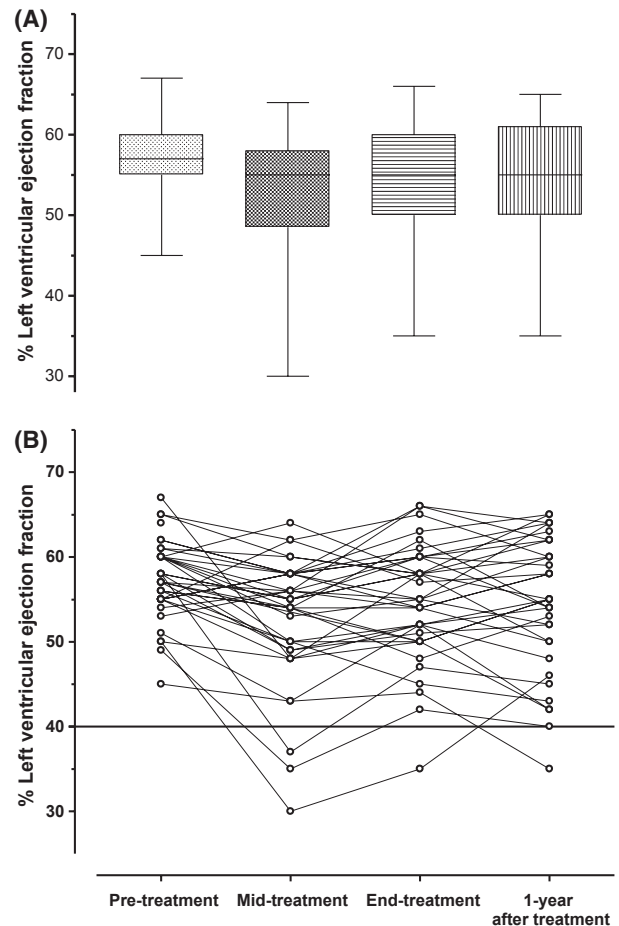 (A)
% Left ventricular ejection fraction
70
60
50
40
30
(B)
% Left ventricular ejection fraction
70
60
50
40
30
Pre-treatment Mid-treatment End-treatment 1-year
after treatment